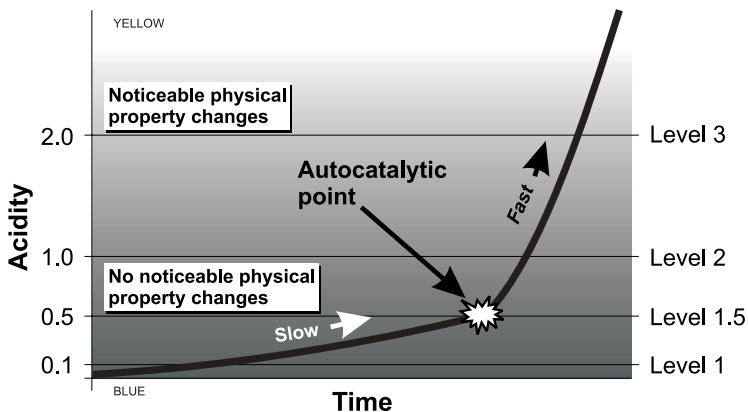 YELLOW
Noticeable physical
property changes
2.0
Level 3
Autocatalytic
point
Fast
Acidity
1.0
Level 2
No noticeable physical
property changes
0.5
Slow
Level 1.5
0.1
Level 1
BLUE
Time